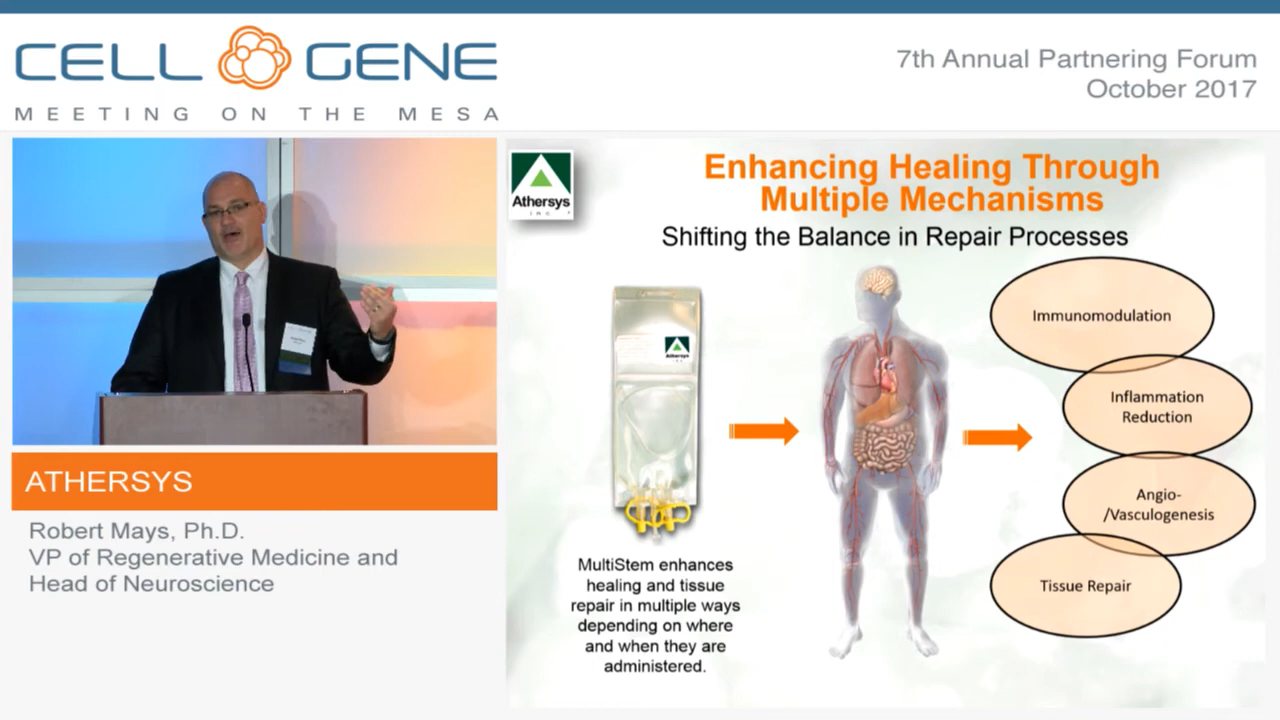 CELL GENE
MEETING ON THE MESA
7th Annual Partnering Forum
October 2017
Athersys
INC
Enhancing Healing Through
Multiple Mechanisms
Shifting the Balance in Repair Processes
Athersys
Immunomodulation
Inflammation
Reduction
Angio-
/Vasculogenesis
Tissue Repair
MultiStem enhances
healing and tissue
repair in multiple ways
depending on where
and when they are
administered.
ATHERSYS
Robert Mays, Ph.D.
VP of Regenerative Medicine and
Head of Neuroscience